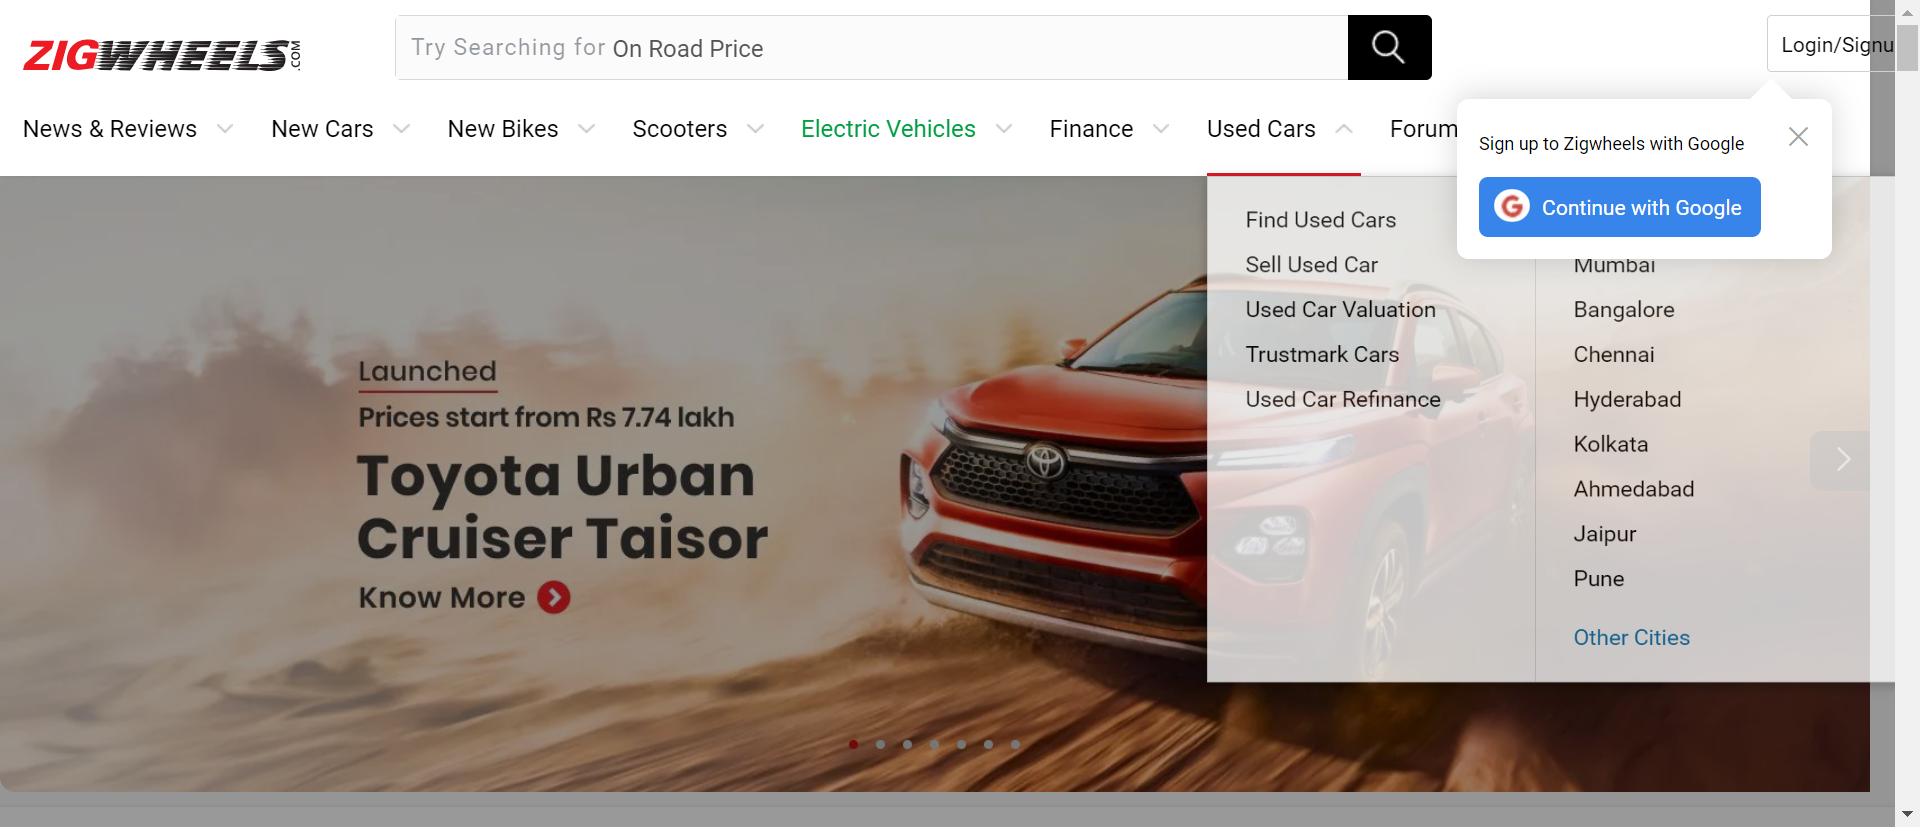 ZIGWHEELS.COM
Try Searching for On Road Price
Login/Signu
News & Reviews
New Cars
New Bikes
Scooters
Electric Vehicles
Finance
Used Cars
Forum
Sign up to Zigwheels with Google
Continue with Google
Find Used Cars
Sell Used Car
Used Car Valuation
Trustmark Cars
Used Car Refinance
Mumbai
Bangalore
Chennai
Hyderabad
Kolkata
Ahmedabad
Jaipur
Pune
Other Cities
Launched
Prices start from Rs 7.74 lakh
Toyota Urban
Cruiser Taisor
Know More